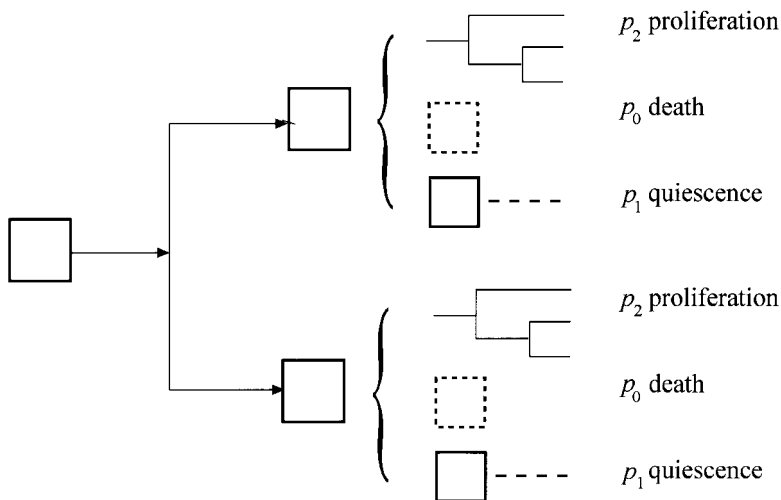 p₂ proliferation
p₀ death
p₁ quiescence
p₂ proliferation
p₀ death
p₁ quiescence